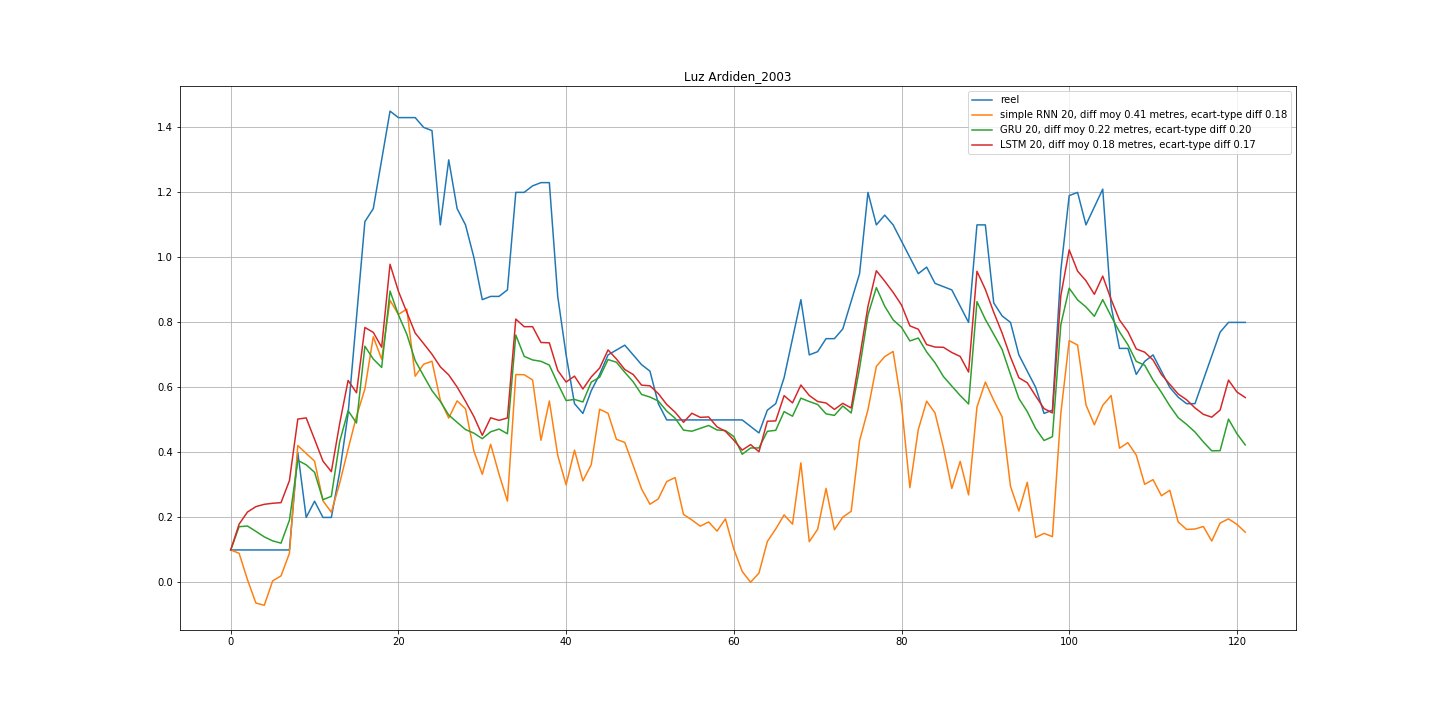 Luz Ardiden_2003
reel
simple RNN 20, diff moy 0.41 metres, ecart-type diff 0.18
GRU 20, diff moy 0.22 metres, ecart-type diff 0.20
LSTM 20, diff moy 0.18 metres, ecart-type diff 0.17
1.4
1.2
1.0
0.8
0.6
0.4
0.2
0.0
0 20 40 60 80 100 120